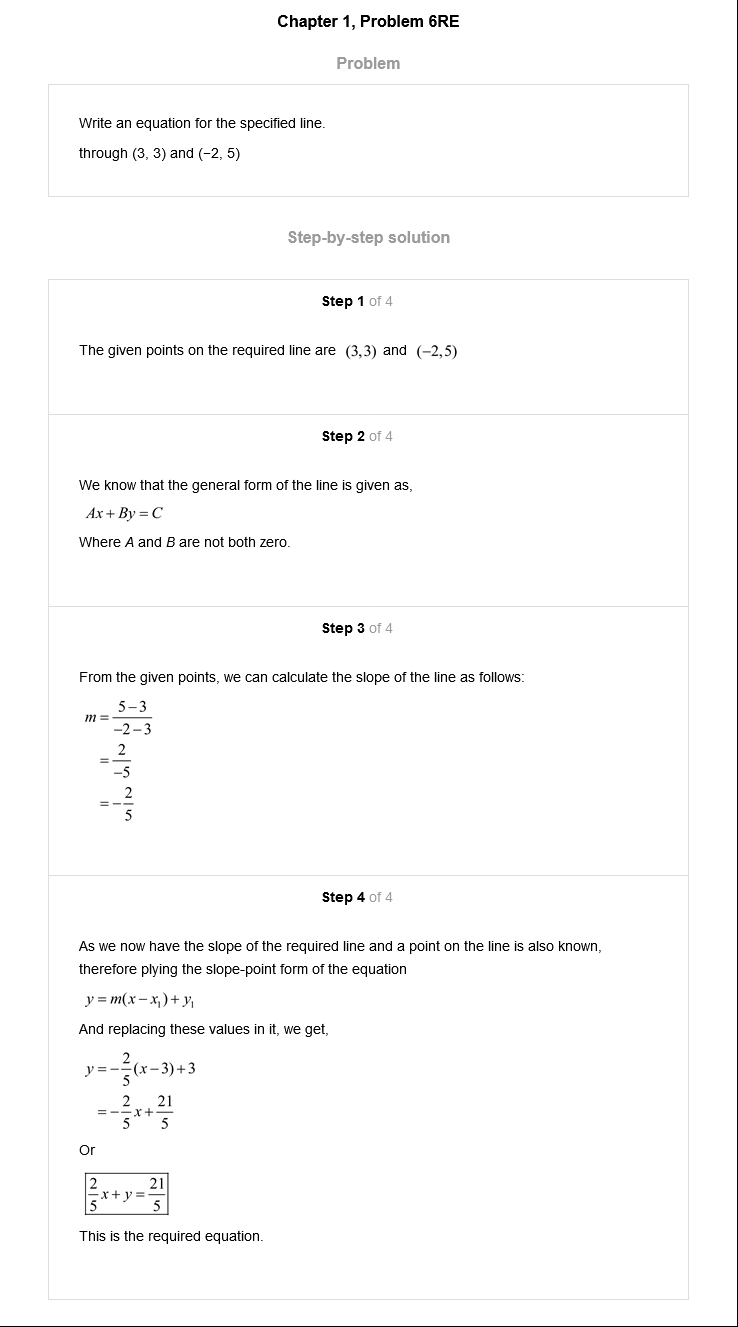 Chapter 1, Problem 6RE
Problem
Write an equation for the specified line.
through (3, 3) and (−2, 5)
Step-by-step solution
Step 1 of 4
The given points on the required line are (3,3) and (−2,5)
Step 2 of 4
We know that the general form of the line is given as,
Ax + By = C
Where A and B are not both zero.
Step 3 of 4
From the given points, we can calculate the slope of the line as follows:
m = \frac{5-3}{-2-3}
= \frac{2}{-5}
= -\frac{2}{5}
Step 4 of 4
As we now have the slope of the required line and a point on the line is also known,
therefore plying the slope-point form of the equation
y = m(x − x₁) + y₁
And replacing these values in it, we get,
y = -\frac{2}{5}(x − 3) + 3
= -\frac{2}{5}x + \frac{21}{5}
Or
\frac{2}{5}x + y = \frac{21}{5}
This is the required equation.